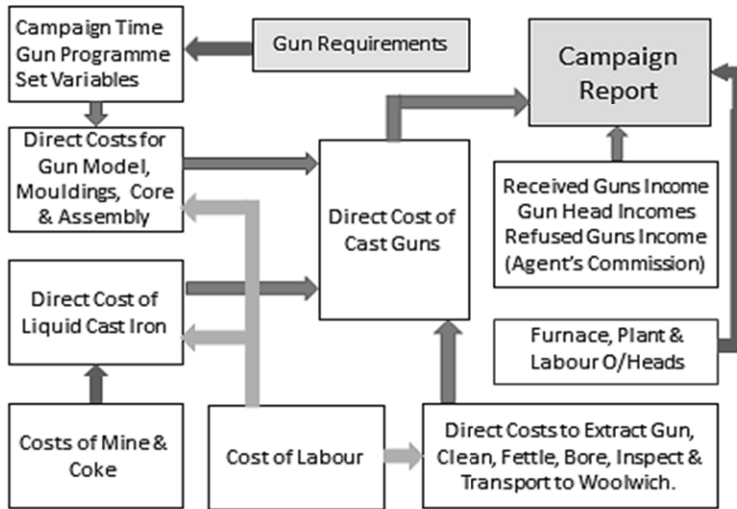 Campaign Time
Gun Programme
Set Variables
Gun Requirements
Campaign
Report
Direct Costs for
Gun Model,
Mouldings, Core
& Assembly
Direct Cost of
Cast Guns
Received Guns Income
Gun Head Incomes
Refused Guns Income
(Agent's Commission)
Direct Cost of
Liquid Cast Iron
Furnace, Plant &
Labour O/Heads
Costs of Mine &
Coke
Cost of Labour
Direct Costs to Extract Gun,
Clean, Fettle, Bore, Inspect &
Transport to Woolwich.